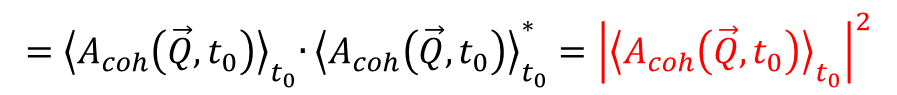 = ⟨A_coh(Q⃗, t₀)⟩_t₀ · ⟨A_coh(Q⃗, t₀)⟩*_t₀ = |⟨A_coh(Q⃗, t₀)⟩_t₀|²